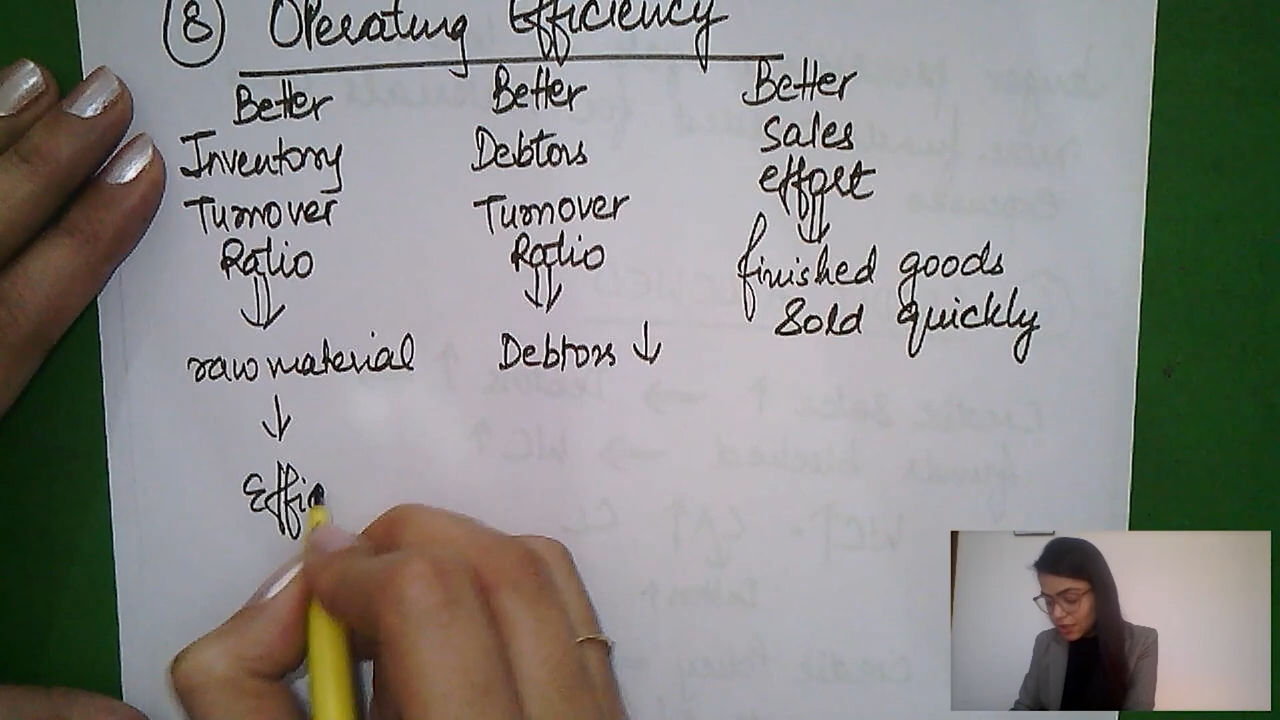 8 Operating Efficiency
Better
Inventory
Turnover
Ratio
⇓
raw material
↓
Effic
Better
Debtors
Turnover
Ratio
⇓
Debtors ↓
Better
Sales
effort
⇓
finished goods
Sold quickly